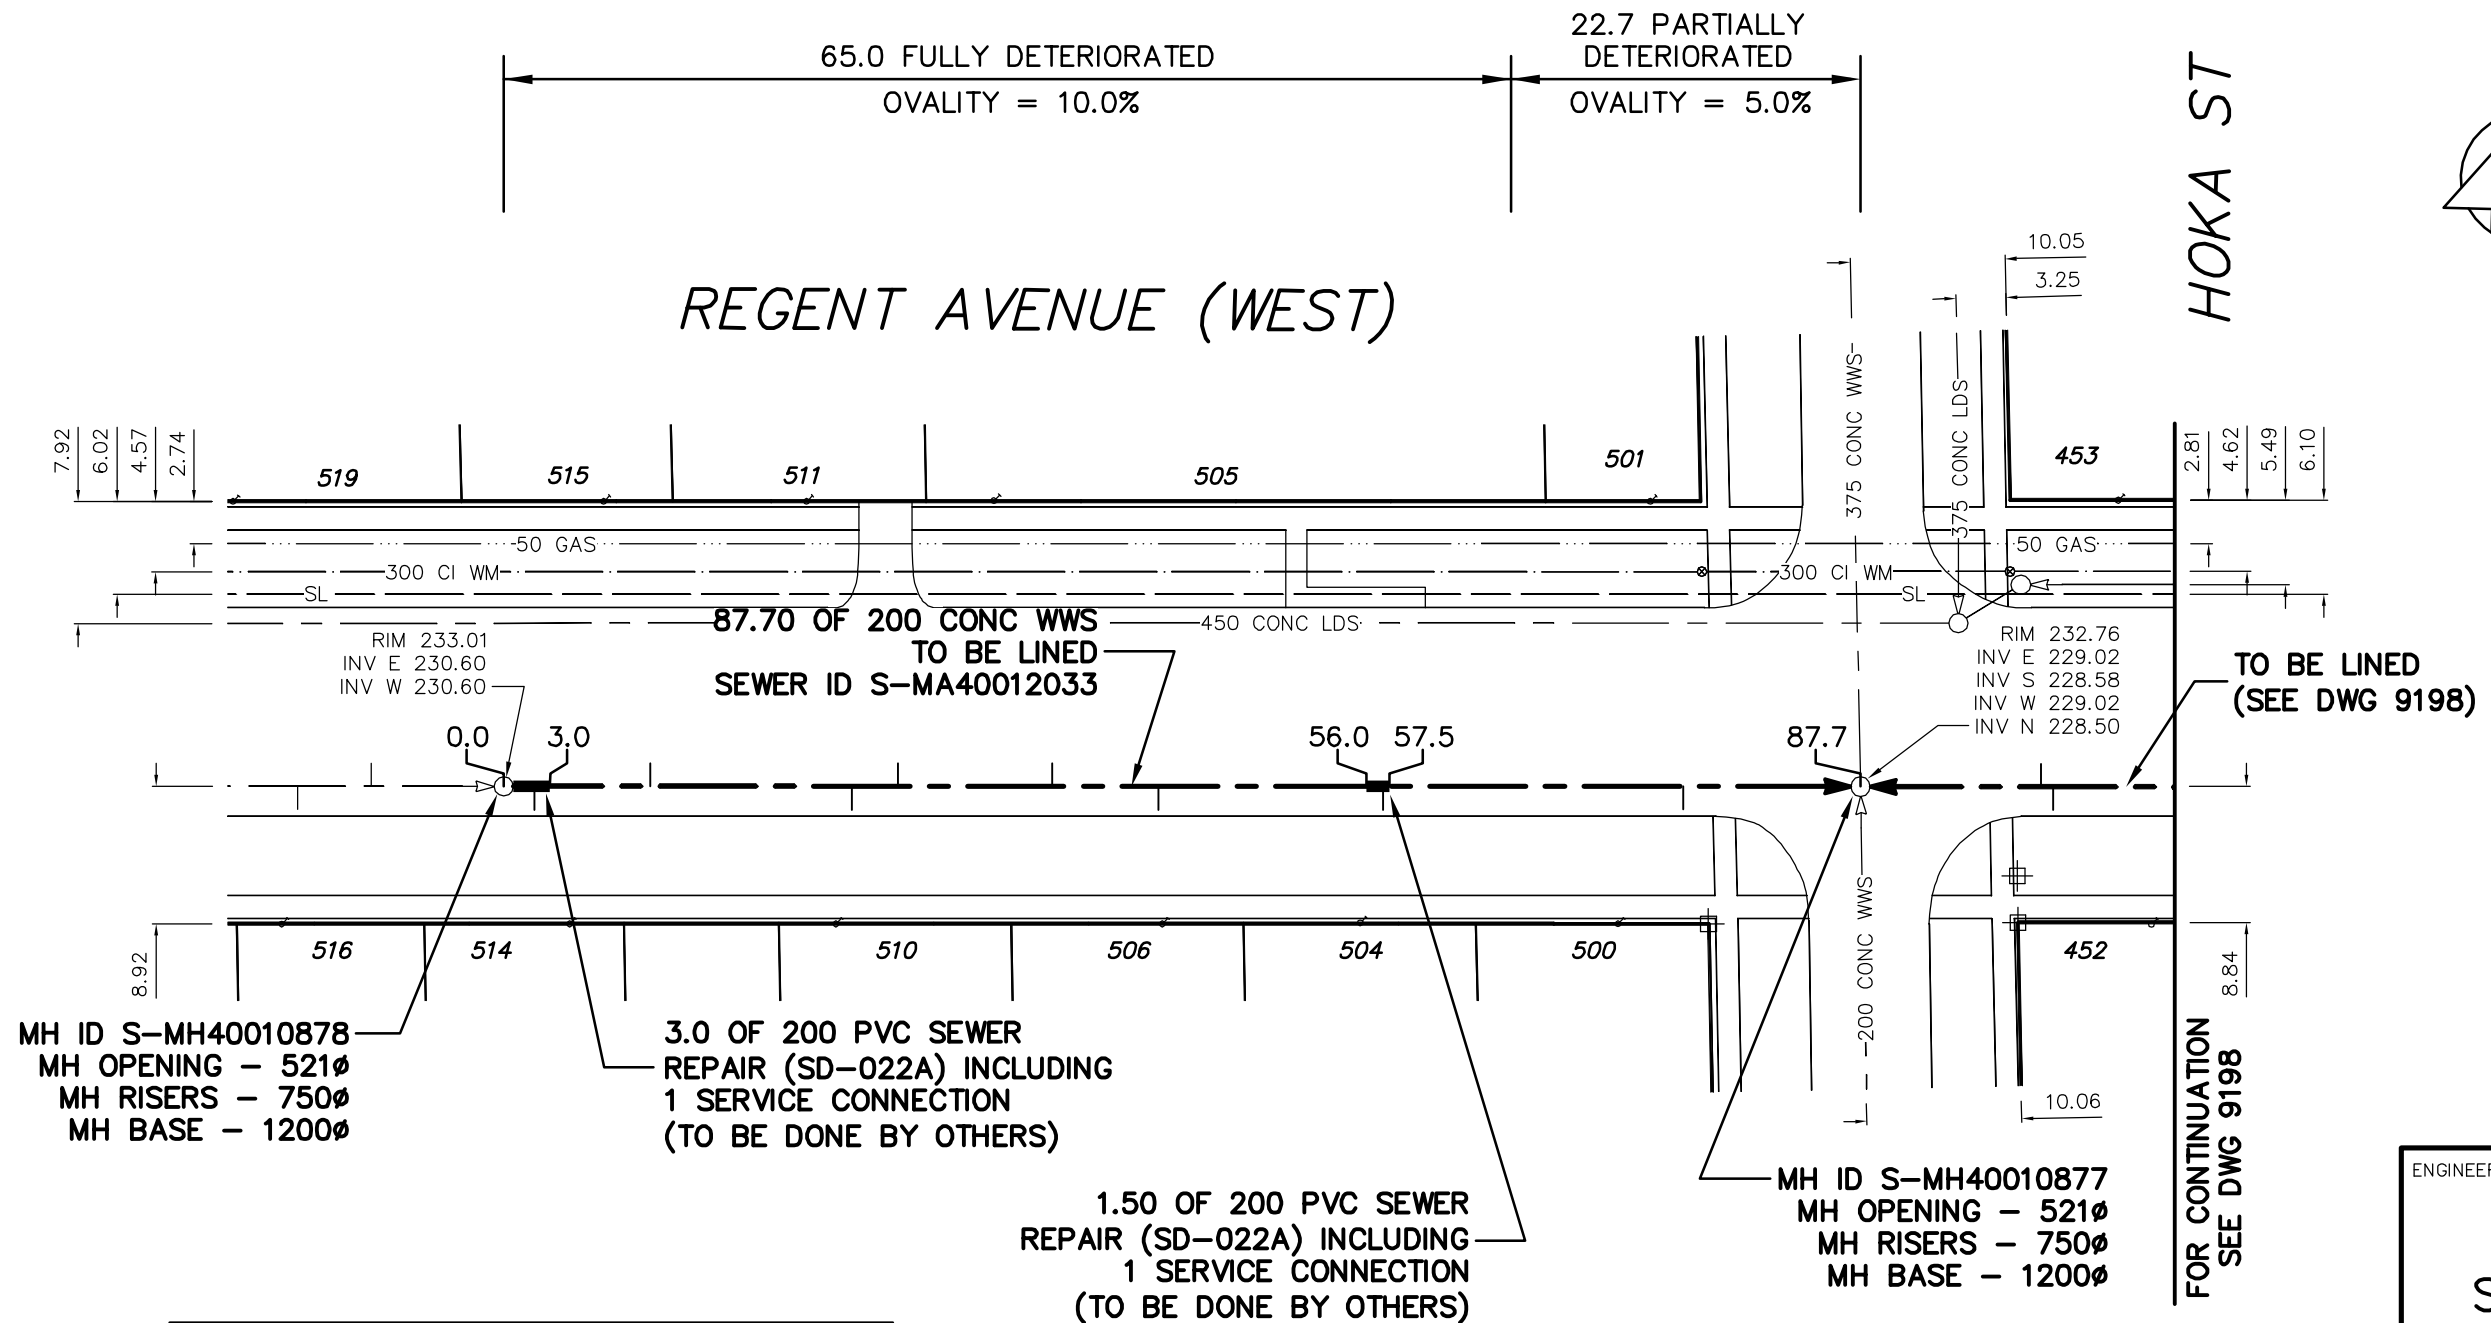 65.0 FULLY DETERIORATED
OVALITY = 10.0%
22.7 PARTIALLY
DETERIORATED
OVALITY = 5.0%
HOKA ST
REGENT AVENUE (WEST)
10.05
3.25
7.92
6.02
4.57
2.74
519
515
511
505
501
453
2.81
4.62
5.49
6.10
375 CONC WWS
375 CONC LDS
50 GAS
50 GAS
300 CI WM
300 CI WM
SL
SL
450 CONC LDS
87.70 OF 200 CONC WWS
TO BE LINED
SEWER ID S-MA40012033
RIM 233.01
INV E 230.60
INV W 230.60
RIM 232.76
INV E 229.02
INV S 228.58
INV W 229.02
INV N 228.50
TO BE LINED
(SEE DWG 9198)
0.0
3.0
56.0
57.5
87.7
516
514
510
506
504
500
452
8.92
8.84
200 CONC WWS
10.06
MH ID S-MH40010878
MH OPENING - 521ø
MH RISERS - 750ø
MH BASE - 1200ø
3.0 OF 200 PVC SEWER
REPAIR (SD-022A) INCLUDING
1 SERVICE CONNECTION
(TO BE DONE BY OTHERS)
1.50 OF 200 PVC SEWER
REPAIR (SD-022A) INCLUDING
1 SERVICE CONNECTION
(TO BE DONE BY OTHERS)
MH ID S-MH40010877
MH OPENING - 521ø
MH RISERS - 750ø
MH BASE - 1200ø
FOR CONTINUATION
SEE DWG 9198